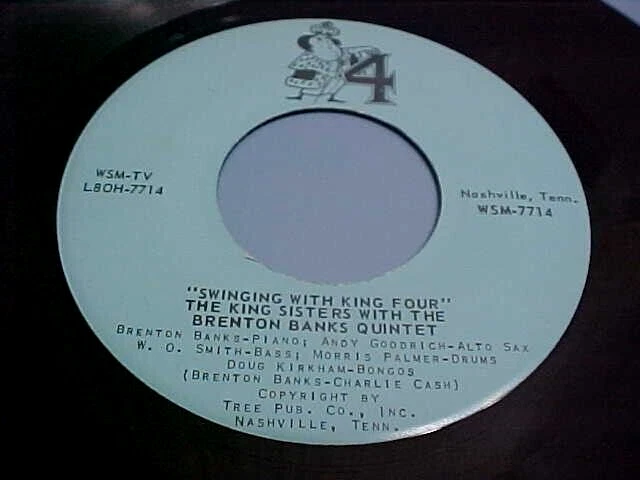 4
WSM-TV
L8OH-7714
Nashville, Tenn.
WSM-7714
"SWINGING WITH KING FOUR"
THE KING SISTERS WITH THE
BRENTON BANKS QUINTET
BRENTON BANKS-PIANO; ANDY GOODRICH-ALTO SAX
W. O. SMITH-BASS; MORRIS PALMER-DRUMS
DOUG KIRKHAM-BONGOS
(BRENTON BANKS-CHARLIE CASH)
COPYRIGHT BY
TREE PUB. CO., INC.
NASHVILLE, TENN.